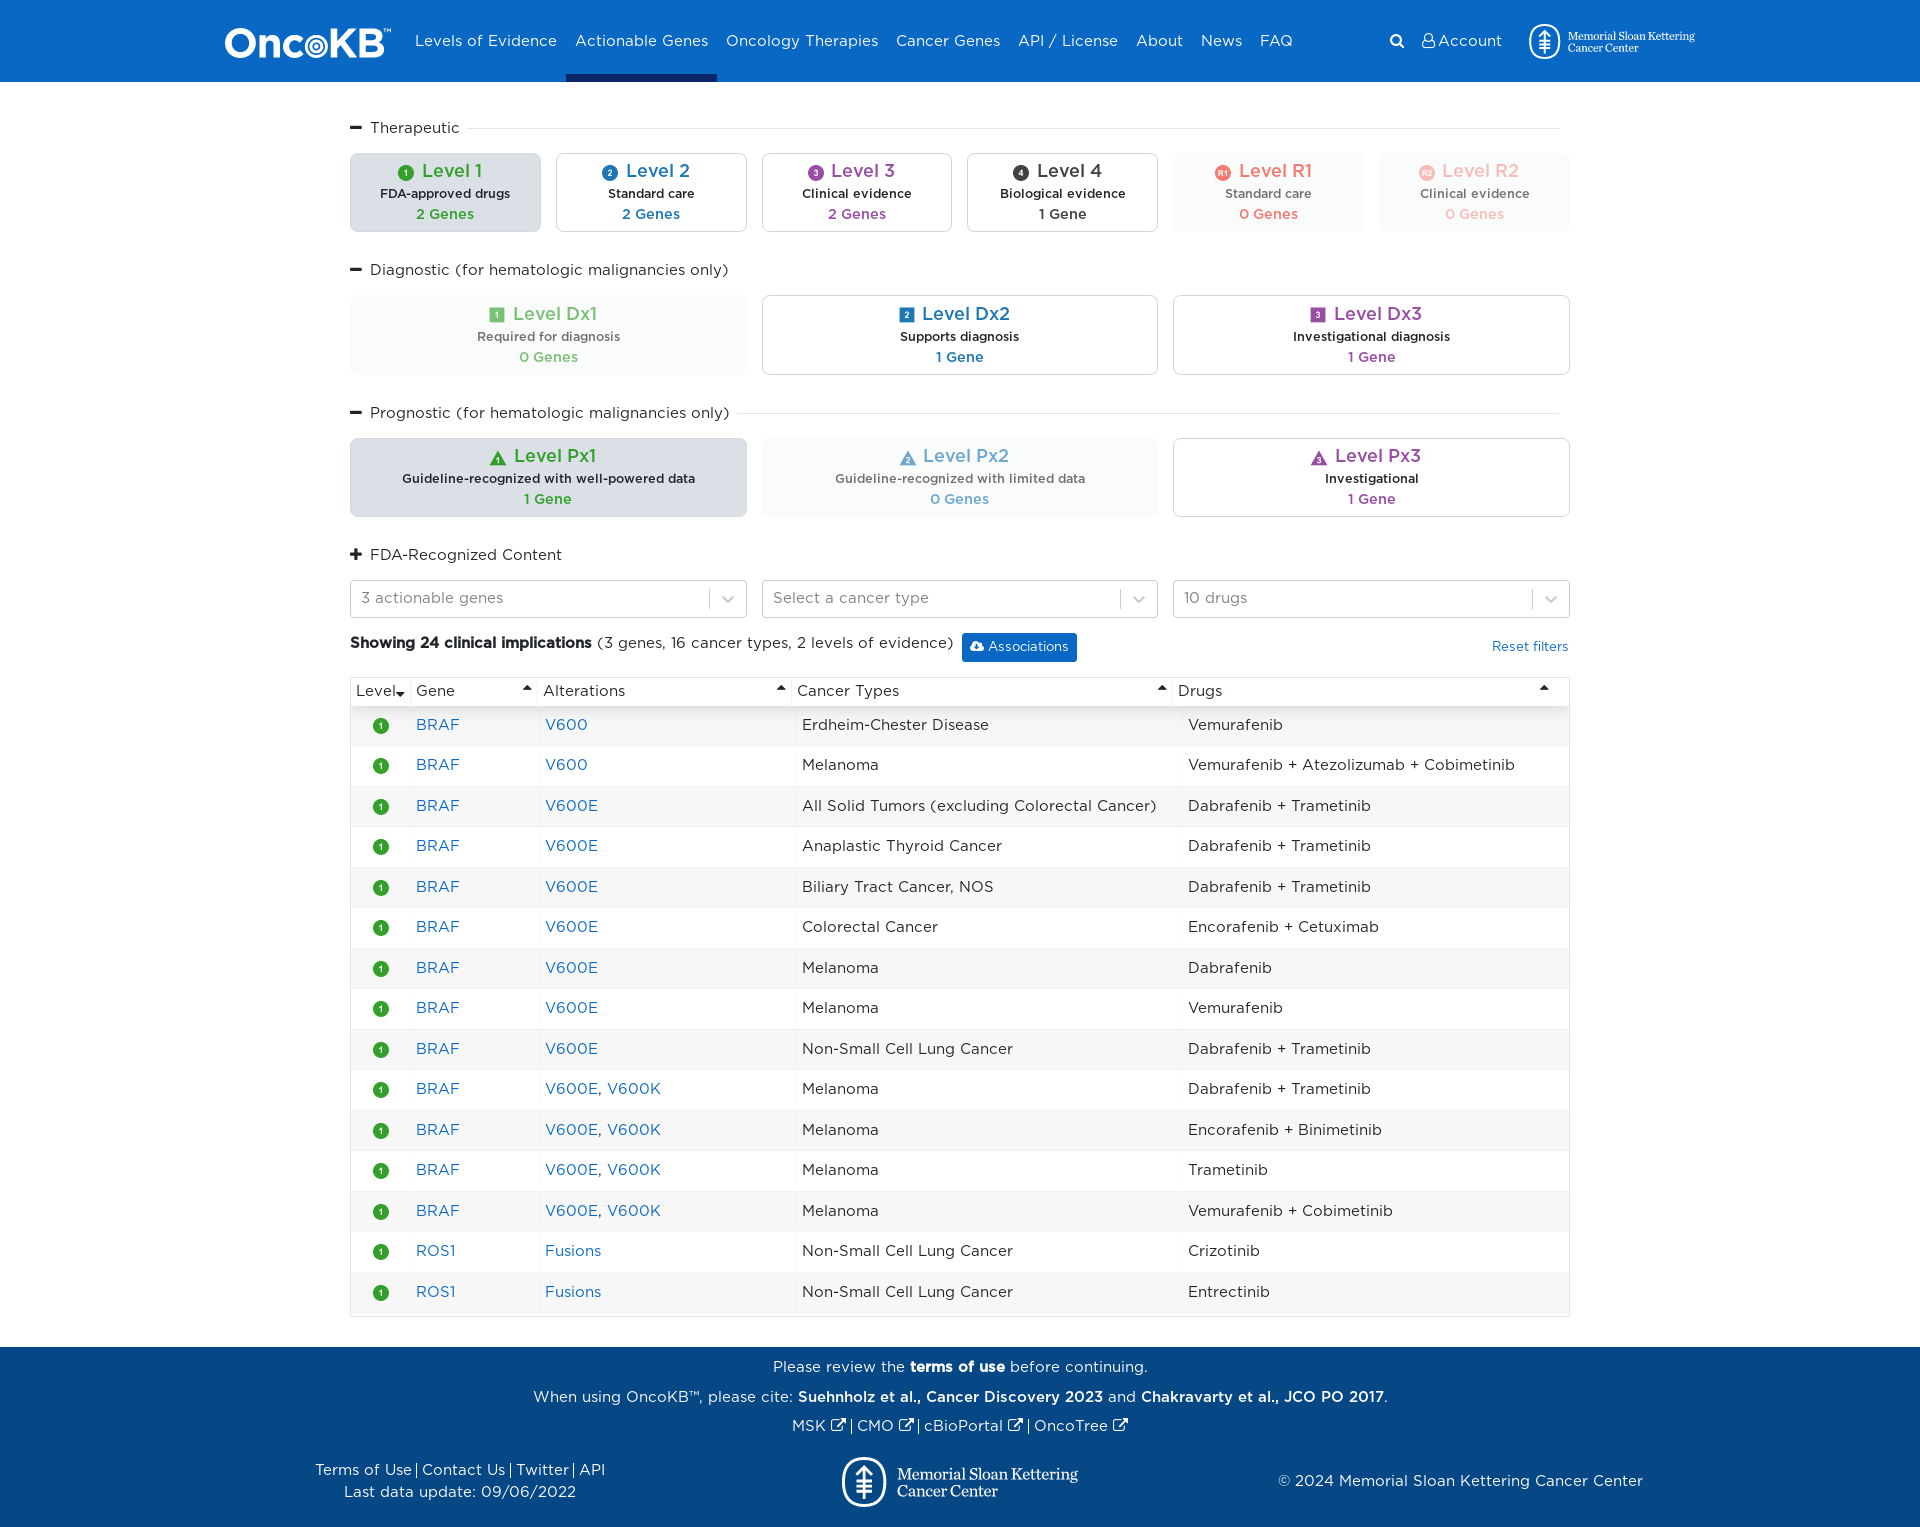 OncoKB™ Levels of Evidence Actionable Genes Oncology Therapies Cancer Genes API / License About News FAQ Account Memorial Sloan Kettering
Cancer Center
Therapeutic
1 Level 1
FDA-approved drugs
2 Genes
2 Level 2
Standard care
2 Genes
3 Level 3
Clinical evidence
2 Genes
4 Level 4
Biological evidence
1 Gene
R1 Level R1
Standard care
0 Genes
R2 Level R2
Clinical evidence
0 Genes
Diagnostic (for hematologic malignancies only)
1 Level Dx1
Required for diagnosis
0 Genes
2 Level Dx2
Supports diagnosis
1 Gene
3 Level Dx3
Investigational diagnosis
1 Gene
Prognostic (for hematologic malignancies only)
1 Level Px1
Guideline-recognized with well-powered data
1 Gene
2 Level Px2
Guideline-recognized with limited data
0 Genes
3 Level Px3
Investigational
1 Gene
FDA-Recognized Content
3 actionable genes Select a cancer type 10 drugs
Showing 24 clinical implications (3 genes, 16 cancer types, 2 levels of evidence) Associations Reset filters
Level Gene Alterations Cancer Types Drugs
1 BRAF V600 Erdheim-Chester Disease Vemurafenib
1 BRAF V600 Melanoma Vemurafenib + Atezolizumab + Cobimetinib
1 BRAF V600E All Solid Tumors (excluding Colorectal Cancer) Dabrafenib + Trametinib
1 BRAF V600E Anaplastic Thyroid Cancer Dabrafenib + Trametinib
1 BRAF V600E Biliary Tract Cancer, NOS Dabrafenib + Trametinib
1 BRAF V600E Colorectal Cancer Encorafenib + Cetuximab
1 BRAF V600E Melanoma Dabrafenib
1 BRAF V600E Melanoma Vemurafenib
1 BRAF V600E Non-Small Cell Lung Cancer Dabrafenib + Trametinib
1 BRAF V600E, V600K Melanoma Dabrafenib + Trametinib
1 BRAF V600E, V600K Melanoma Encorafenib + Binimetinib
1 BRAF V600E, V600K Melanoma Trametinib
1 BRAF V600E, V600K Melanoma Vemurafenib + Cobimetinib
1 ROS1 Fusions Non-Small Cell Lung Cancer Crizotinib
1 ROS1 Fusions Non-Small Cell Lung Cancer Entrectinib
Please review the terms of use before continuing.
When using OncoKB™, please cite: Suehnholz et al., Cancer Discovery 2023 and Chakravarty et al., JCO PO 2017.
MSK | CMO | cBioPortal | OncoTree
Terms of Use | Contact Us | Twitter | API
Last data update: 09/06/2022
Memorial Sloan Kettering
Cancer Center
© 2024 Memorial Sloan Kettering Cancer Center